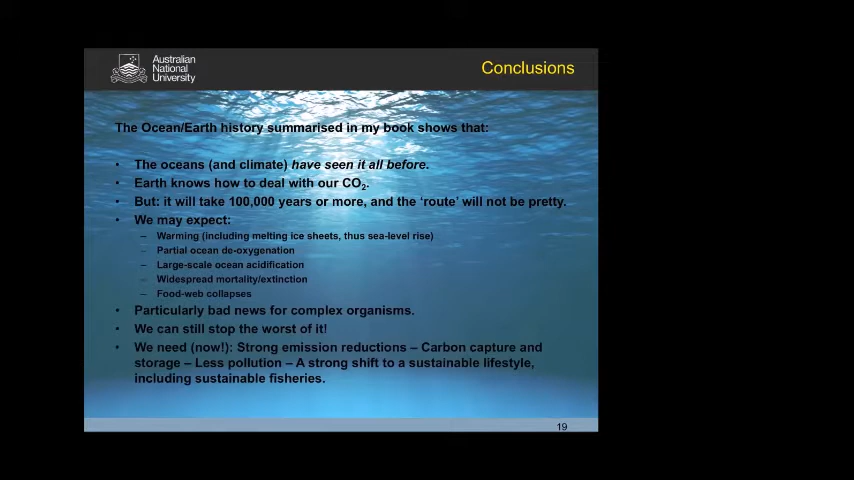 Australian
National
University
Conclusions
The Ocean/Earth history summarised in my book shows that:
• The oceans (and climate) have seen it all before.
• Earth knows how to deal with our CO₂.
• But: it will take 100,000 years or more, and the ‘route’ will not be pretty.
• We may expect:
– Warming (including melting ice sheets, thus sea-level rise)
– Partial ocean de-oxygenation
– Large-scale ocean acidification
– Widespread mortality/extinction
– Food-web collapses
• Particularly bad news for complex organisms.
• We can still stop the worst of it!
• We need (now!): Strong emission reductions – Carbon capture and
storage – Less pollution – A strong shift to a sustainable lifestyle,
including sustainable fisheries.
19